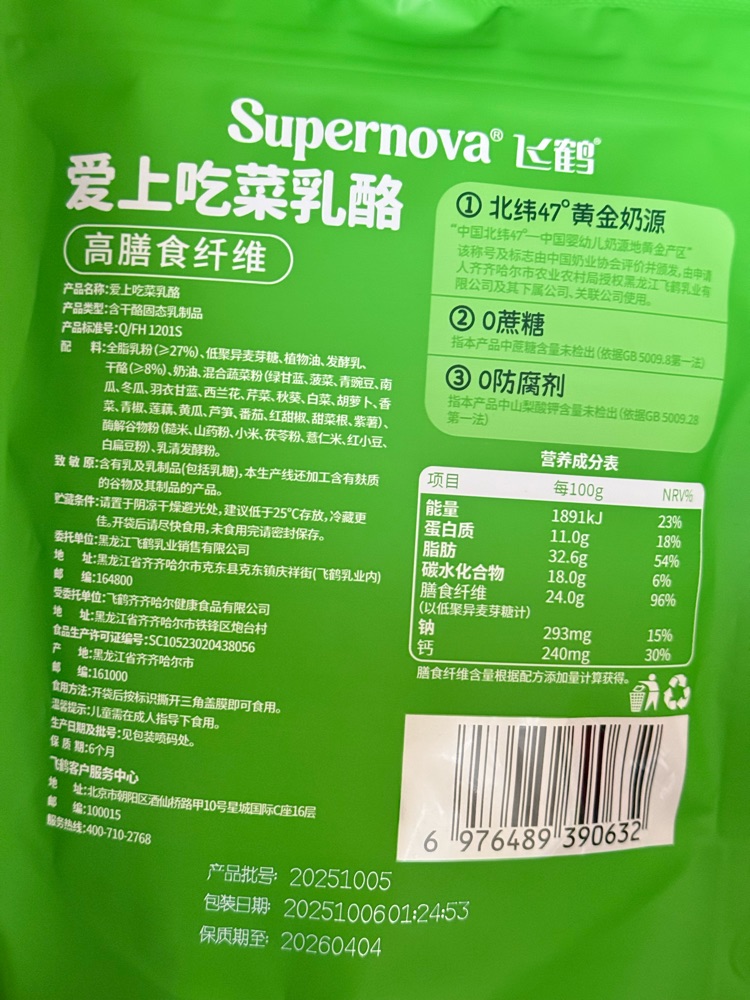 Supernova® 飞鹤®
爱上吃菜乳酪
高膳食纤维
产品名称:爱上吃菜乳酪
产品类型:含干酪固态乳制品
产品标准号:Q/FH 1201S
配 料:全脂乳粉(≥27%)、低聚异麦芽糖、植物油、发酵乳、
干酪(≥8%)、奶油、混合蔬菜粉(绿甘蓝、菠菜、青豌豆、南
瓜、冬瓜、羽衣甘蓝、西兰花、芹菜、秋葵、白菜、胡萝卜、香
菜、青椒、莲藕、黄瓜、芦笋、番茄、红甜椒、甜菜根、紫薯)、
酶解谷物粉(糙米、山药粉、小米、茯苓粉、薏仁米、红小豆、
白扁豆粉)、乳清发酵粉。
致 敏 原:含有乳及乳制品(包括乳糖),本生产线还加工含有麸质
的谷物及其制品的产品。
贮藏条件:请置于阴凉干燥避光处,建议低于25℃存放,冷藏更
佳。开袋后请尽快食用,未食用完请密封保存。
委托单位:黑龙江飞鹤乳业销售有限公司
地 址:黑龙江省齐齐哈尔市克东县克东镇庆祥街(飞鹤乳业内)
邮 编:164800
受委托单位:飞鹤齐齐哈尔健康食品有限公司
地 址:黑龙江省齐齐哈尔市铁锋区炮台村
食品生产许可证编号:SC10523020438056
产 地:黑龙江省齐齐哈尔市
邮 编:161000
食用方法:开袋后按标识撕开三角盖膜即可食用。
温馨提示:儿童需在成人指导下食用。
生产日期及批号:见包装喷码处。
保 质 期:6个月
飞鹤客户服务中心
地 址:北京市朝阳区酒仙桥路甲10号星城国际C座16层
邮 编:100015
服务热线:400-710-2768
① 北纬47°黄金奶源
“中国北纬47°—中国婴幼儿奶源地黄金产区”
该称号及标志由中国奶业协会评价并颁发,由申请
人齐齐哈尔市农业农村局授权黑龙江飞鹤乳业有
限公司及其下属公司、关联公司使用。
② 0蔗糖
指本产品中蔗糖含量未检出(依据GB 5009.8第一法)
③ 0防腐剂
指本产品中山梨酸钾含量未检出(依据GB 5009.28
第一法)
营养成分表
项目 每100g NRV%
能量 1891kJ 23%
蛋白质 11.0g 18%
脂肪 32.6g 54%
碳水化合物 18.0g 6%
膳食纤维 24.0g 96%
(以低聚异麦芽糖计)
钠 293mg 15%
钙 240mg 30%
膳食纤维含量根据配方添加量计算获得。
6 976489 390632
产品批号: 20251005
包装日期: 2025100601:24:53
保质期至: 20260404